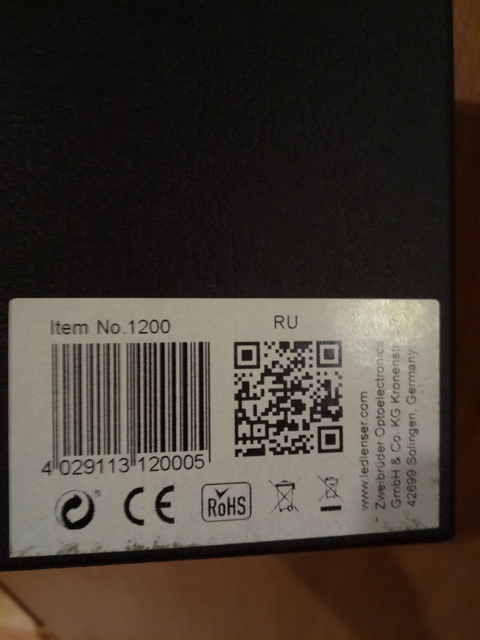 Item No.1200
RU
4 029113 120005
CE
RoHS
www.ledlenser.com
Zweibrüder Optoelectronics
GmbH & Co. KG
42699 Solingen, Germany